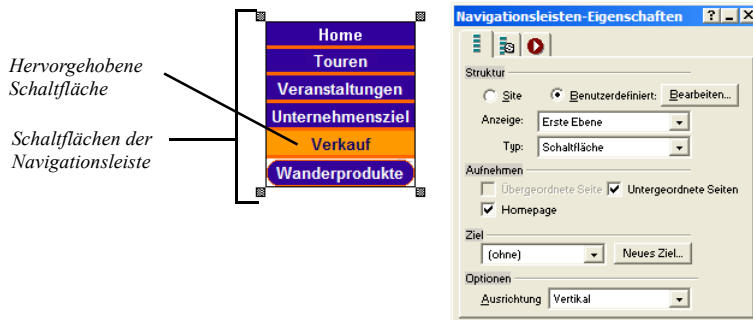 Hervorgehobene
Schaltfläche
Schaltflächen der
Navigationsleiste
Home
Touren
Veranstaltungen
Unternehmensziel
Verkauf
Wanderprodukte
Navigationsleisten-Eigenschaften
Struktur
Site
Benutzerdefiniert:
Bearbeiten...
Anzeige:
Erste Ebene
Typ:
Schaltfläche
Aufnehmen
Übergeordnete Seite
Untergeordnete Seiten
Homepage
Ziel
(ohne)
Neues Ziel...
Optionen
Ausrichtung
Vertikal